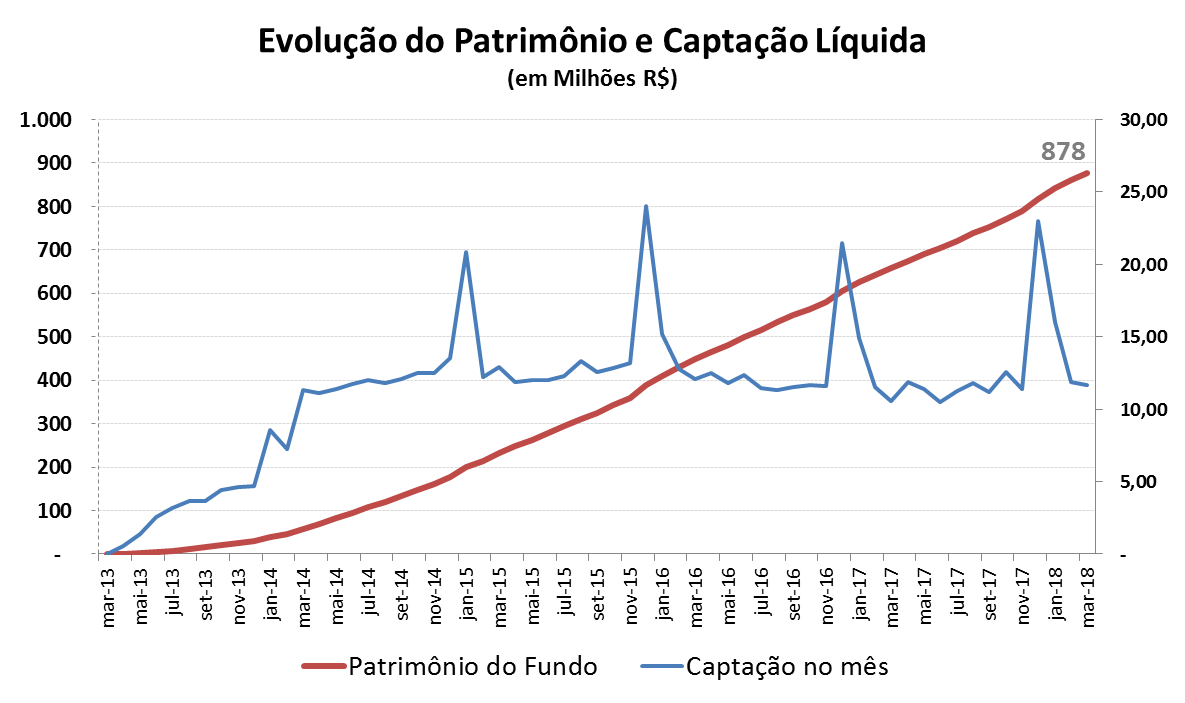 Evolução do Patrimônio e Captação Líquida
(em Milhões R$)
1.000
900
800
700
600
500
400
300
200
100
-
878
30,00
25,00
20,00
15,00
10,00
5,00
-
mar-13
mai-13
jul-13
set-13
nov-13
jan-14
mar-14
mai-14
jul-14
set-14
nov-14
jan-15
mar-15
mai-15
jul-15
set-15
nov-15
jan-16
mar-16
mai-16
jul-16
set-16
nov-16
jan-17
mar-17
mai-17
jul-17
set-17
nov-17
jan-18
mar-18
Patrimônio do Fundo
Captação no mês